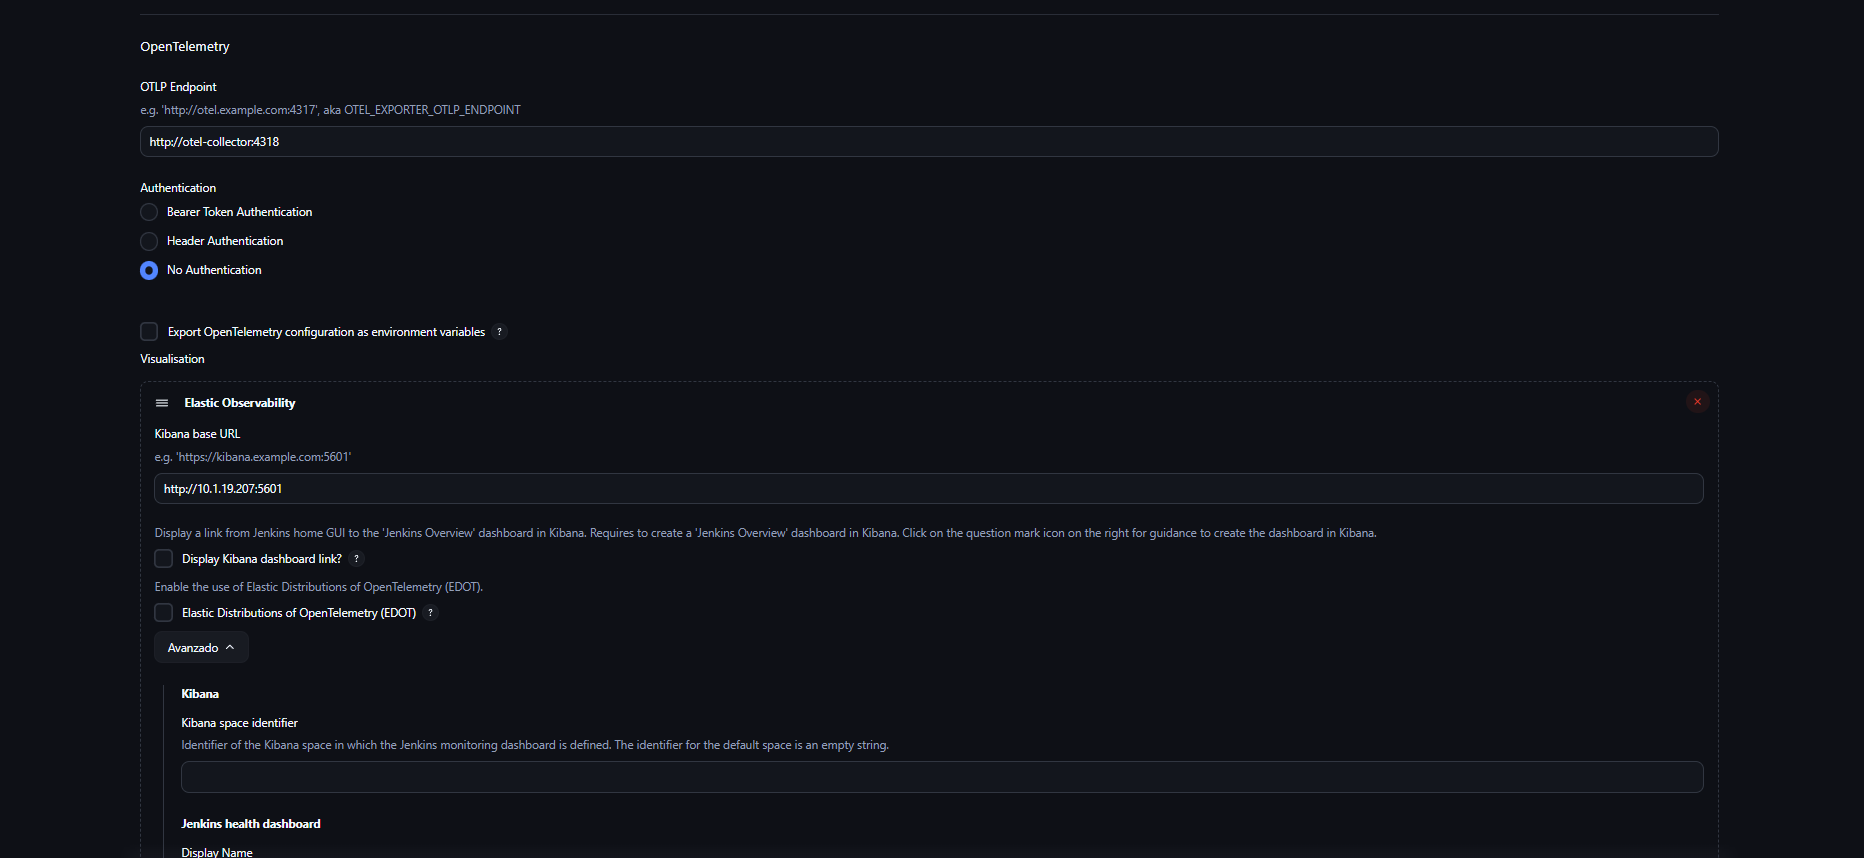 OpenTelemetry
OTLP Endpoint
e.g. 'http://otel.example.com:4317', aka OTEL_EXPORTER_OTLP_ENDPOINT
http://otel-collector:4318
Authentication
Bearer Token Authentication
Header Authentication
No Authentication
Export OpenTelemetry configuration as environment variables ?
Visualisation
Elastic Observability
Kibana base URL
e.g. 'https://kibana.example.com:5601'
http://10.1.19.207:5601
Display a link from Jenkins home GUI to the 'Jenkins Overview' dashboard in Kibana. Requires to create a 'Jenkins Overview' dashboard in Kibana. Click on the question mark icon on the right for guidance to create the dashboard in Kibana.
Display Kibana dashboard link? ?
Enable the use of Elastic Distributions of OpenTelemetry (EDOT).
Elastic Distributions of OpenTelemetry (EDOT) ?
Avanzado
Kibana
Kibana space identifier
Identifier of the Kibana space in which the Jenkins monitoring dashboard is defined. The identifier for the default space is an empty string.
Jenkins health dashboard
Display Name